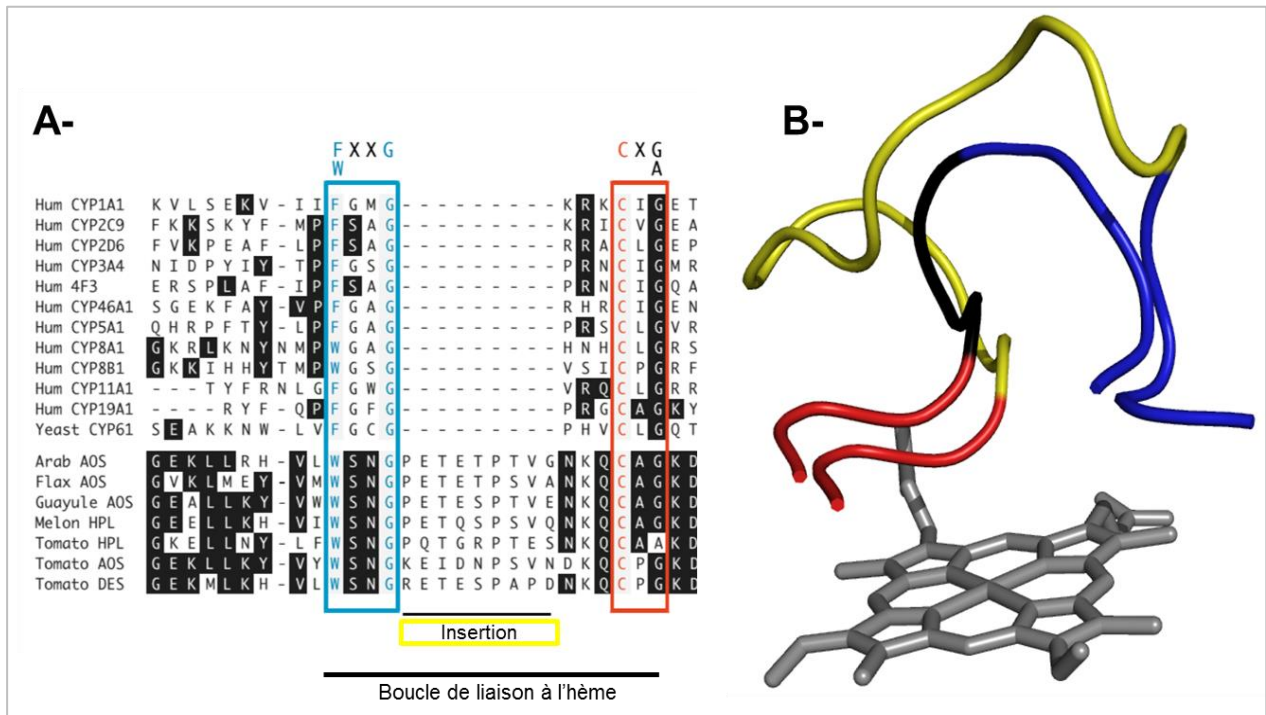 A-
B-
F X X G C X G
W A
Hum CYP1A1 K V L S E K V - I I F G M G - - - - - - - - - K R K C I G E T
Hum CYP2C9 F K K S K Y F - M P F S A G - - - - - - - - - K R I C V G E A
Hum CYP2D6 F V K P E A F - L P F S A G - - - - - - - - - R R A C L G E P
Hum CYP3A4 N I D P Y I Y - T P F G S G - - - - - - - - - P R N C I G M R
Hum 4F3 E R S P L A F - I P F S A G - - - - - - - - - P R N C I G Q A
Hum CYP46A1 S G E K F A Y - V P F G A G - - - - - - - - - R H R C I G E N
Hum CYP5A1 Q H R P F T Y - L P F G A G - - - - - - - - - P R S C L G V R
Hum CYP8A1 G K R L K N Y N M P W G A G - - - - - - - - - H N H C L G R S
Hum CYP8B1 G K K I H H Y T M P W G S G - - - - - - - - - V S I C P G R F
Hum CYP11A1 - - - T Y F R N L G F G W G - - - - - - - - - V R Q C L G R R
Hum CYP19A1 - - - - R Y F - Q P F G F G - - - - - - - - - P R G C A G K Y
Yeast CYP61 S E A K K N W - L V F G C G - - - - - - - - - P H V C L G Q T
Arab AOS G E K L L R H - V L W S N G P E T E T P T V G N K Q C A G K D
Flax AOS G V K L M E Y - V M W S N G P E T E T P S V A N K Q C A G K D
Guayule AOS G E A L L K Y - V W W S N G P E T E S P T V E N K Q C A G K D
Melon HPL G E E L L K H - V I W S N G P E T Q S P S V Q N K Q C A G K D
Tomato HPL G K E L L N Y - L F W S N G P Q T G R P T E S N K Q C A A K D
Tomato AOS G E K L L K Y - V Y W S N G K E I D N P S V N D K Q C P G K D
Tomato DES G E K M L K H - V L W S N G R E T E S P A P D N K Q C P G K D
Insertion
Boucle de liaison à l'hème